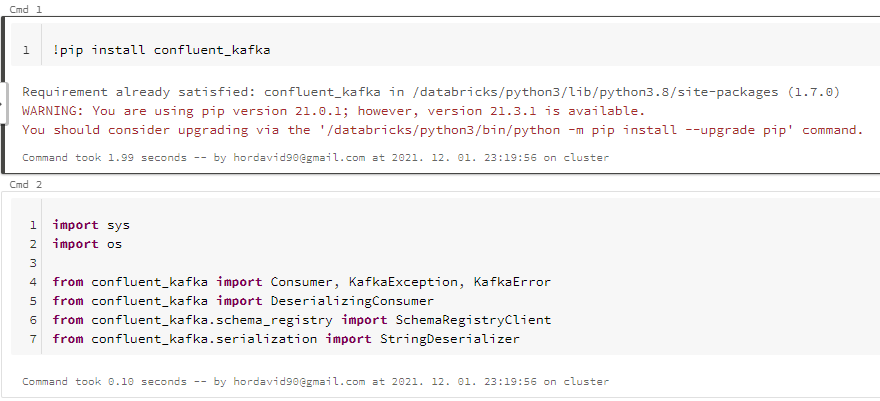 Cmd 1
1 !pip install confluent_kafka
Requirement already satisfied: confluent_kafka in /databricks/python3/lib/python3.8/site-packages (1.7.0)
WARNING: You are using pip version 21.0.1; however, version 21.3.1 is available.
You should consider upgrading via the '/databricks/python3/bin/python -m pip install --upgrade pip' command.
Command took 1.99 seconds -- by hordavid90@gmail.com at 2021. 12. 01. 23:19:56 on cluster
Cmd 2
1 import sys
2 import os
3
4 from confluent_kafka import Consumer, KafkaException, KafkaError
5 from confluent_kafka import DeserializingConsumer
6 from confluent_kafka.schema_registry import SchemaRegistryClient
7 from confluent_kafka.serialization import StringDeserializer
Command took 0.10 seconds -- by hordavid90@gmail.com at 2021. 12. 01. 23:19:56 on cluster